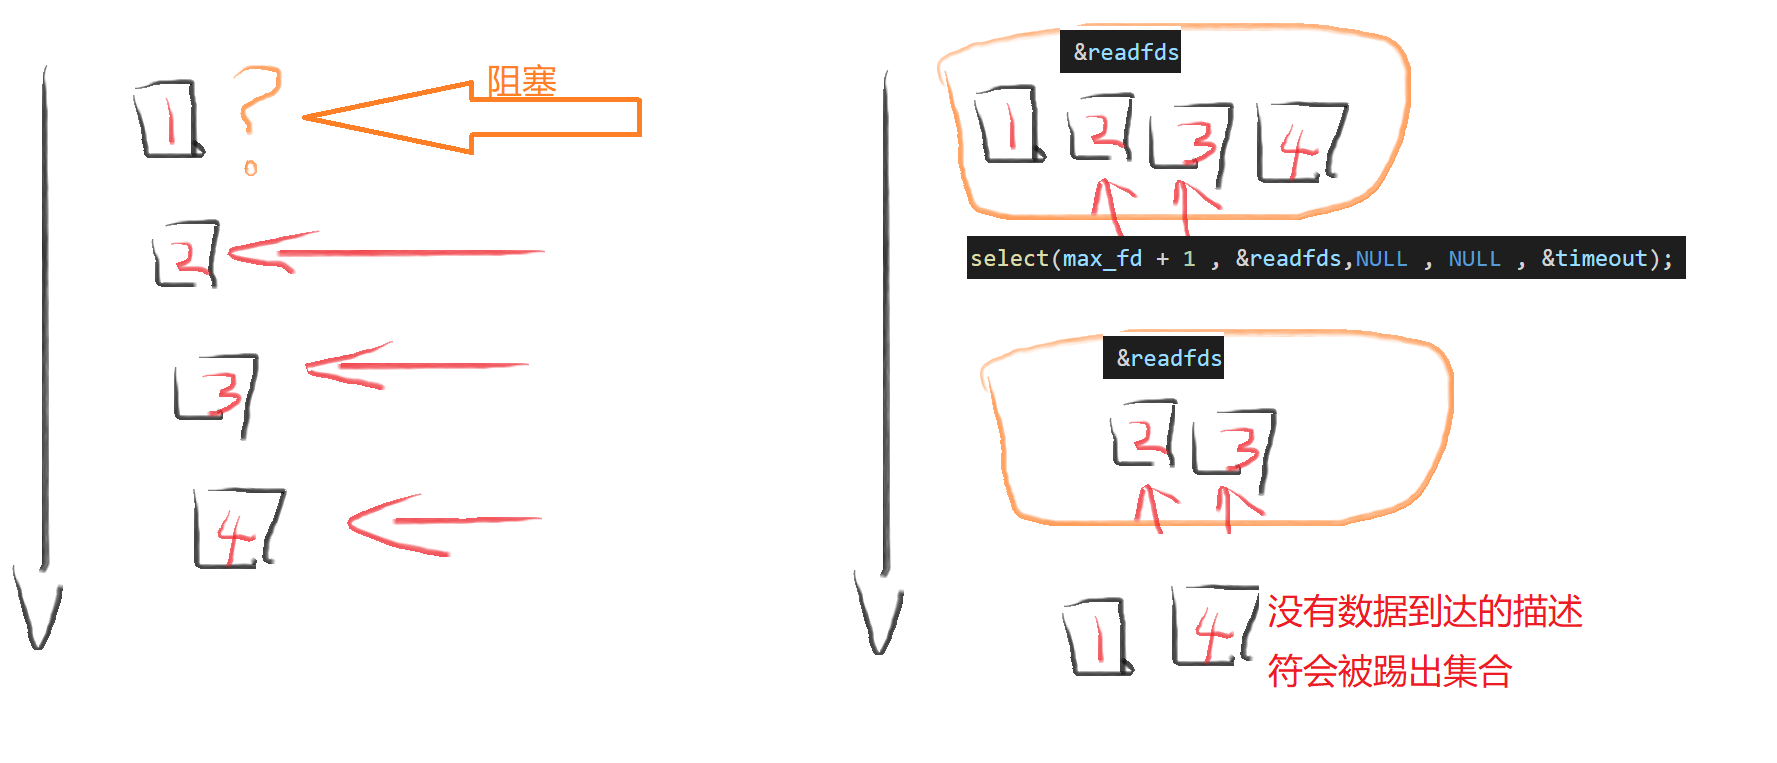 阻塞
1 ?
2
3
4
&readfds
1 2 3 4
select(max_fd + 1 , &readfds,NULL , NULL , &timeout);
&readfds
2 3
1 4
没有数据到达的描述
符会被踢出集合